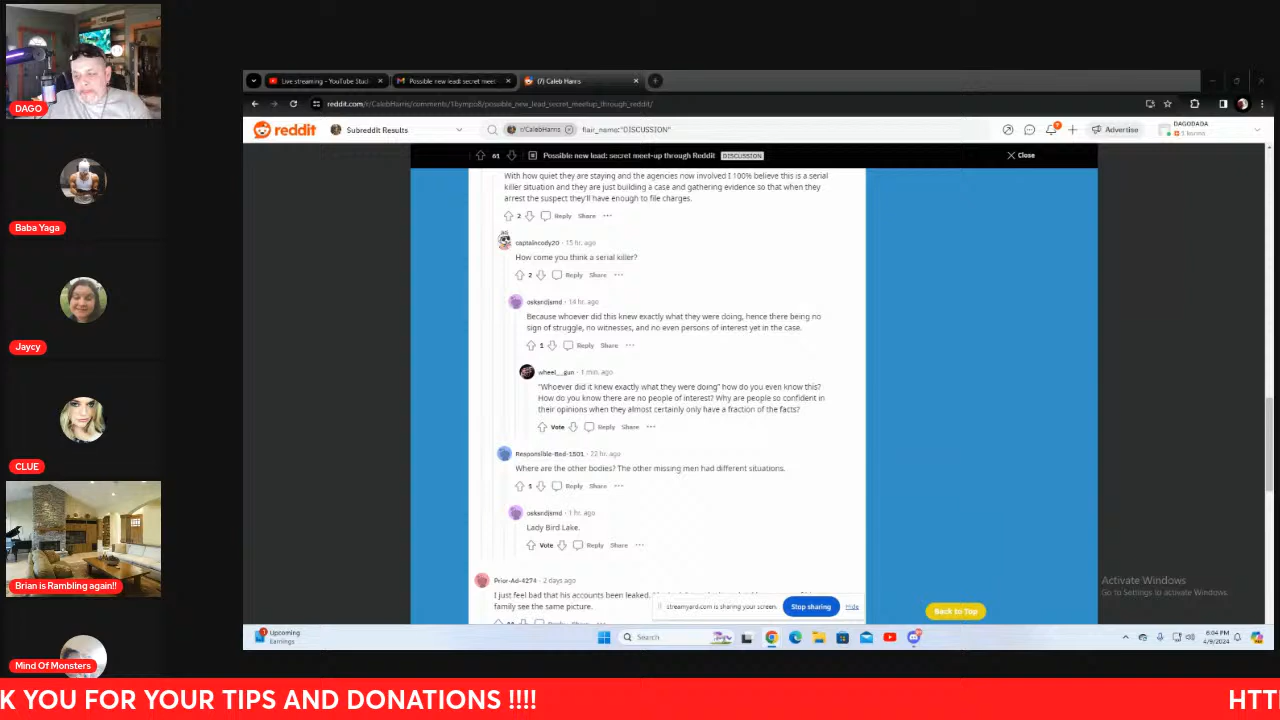 DAGO
Baba Yaga
Jaycy
CLUE
Brian is Rambling again!!
Mind Of Monsters
Live streaming - YouTube Stud
Possible new lead! secret meet
(7) Caleb Harris
reddit.com/r/CalebHarris/comments/1bympo8/possible_new_lead_secret_meetup_through_reddit/
reddit
Subreddit Results
r/CalebHarris
flair_name:"DISCUSSION"
Advertise
DAGOBADA
61
Possible new lead: secret meet-up through Reddit
DISCUSSION
Close
With how quiet they are staying and the agencies now involved I 100% believe this is a serial
killer situation and they are just building a case and gathering evidence so that when they
arrest the suspect they'll have enough to file charges.
2 Reply Share ...
captaincody20 · 15 hr. ago
How come you think a serial killer?
2 Reply Share ...
14 hr. ago
Because whoever did this knew exactly what they were doing, hence there being no
sign of struggle, no witnesses, and no even persons of interest yet in the case.
1 Reply Share ...
wheel__gun · 1 min. ago
"Whoever did it knew exactly what they were doing" how do you even know this?
How do you know there are no people of interest? Why are people so confident in
their opinions when they almost certainly only have a fraction of the facts?
Vote Reply Share ...
Responsible-Bad-1501 · 22 hr. ago
Where are the other bodies? The other missing men had different situations.
Reply Share ...
1 hr. ago
Lady Bird Lake.
Vote Reply Share ...
Prior-Ad-4274 · 2 days ago
I just feel bad that his accounts been leaked.
family see the same picture.
streamyard.com is sharing your screen.
Stop sharing
Hide
Back to Top
Activate Windows
Go to Settings to activate Windows.
Upcoming
Earnings
Search
6:04 PM
4/9/2024
K YOU FOR YOUR TIPS AND DONATIONS !!!!
HTT